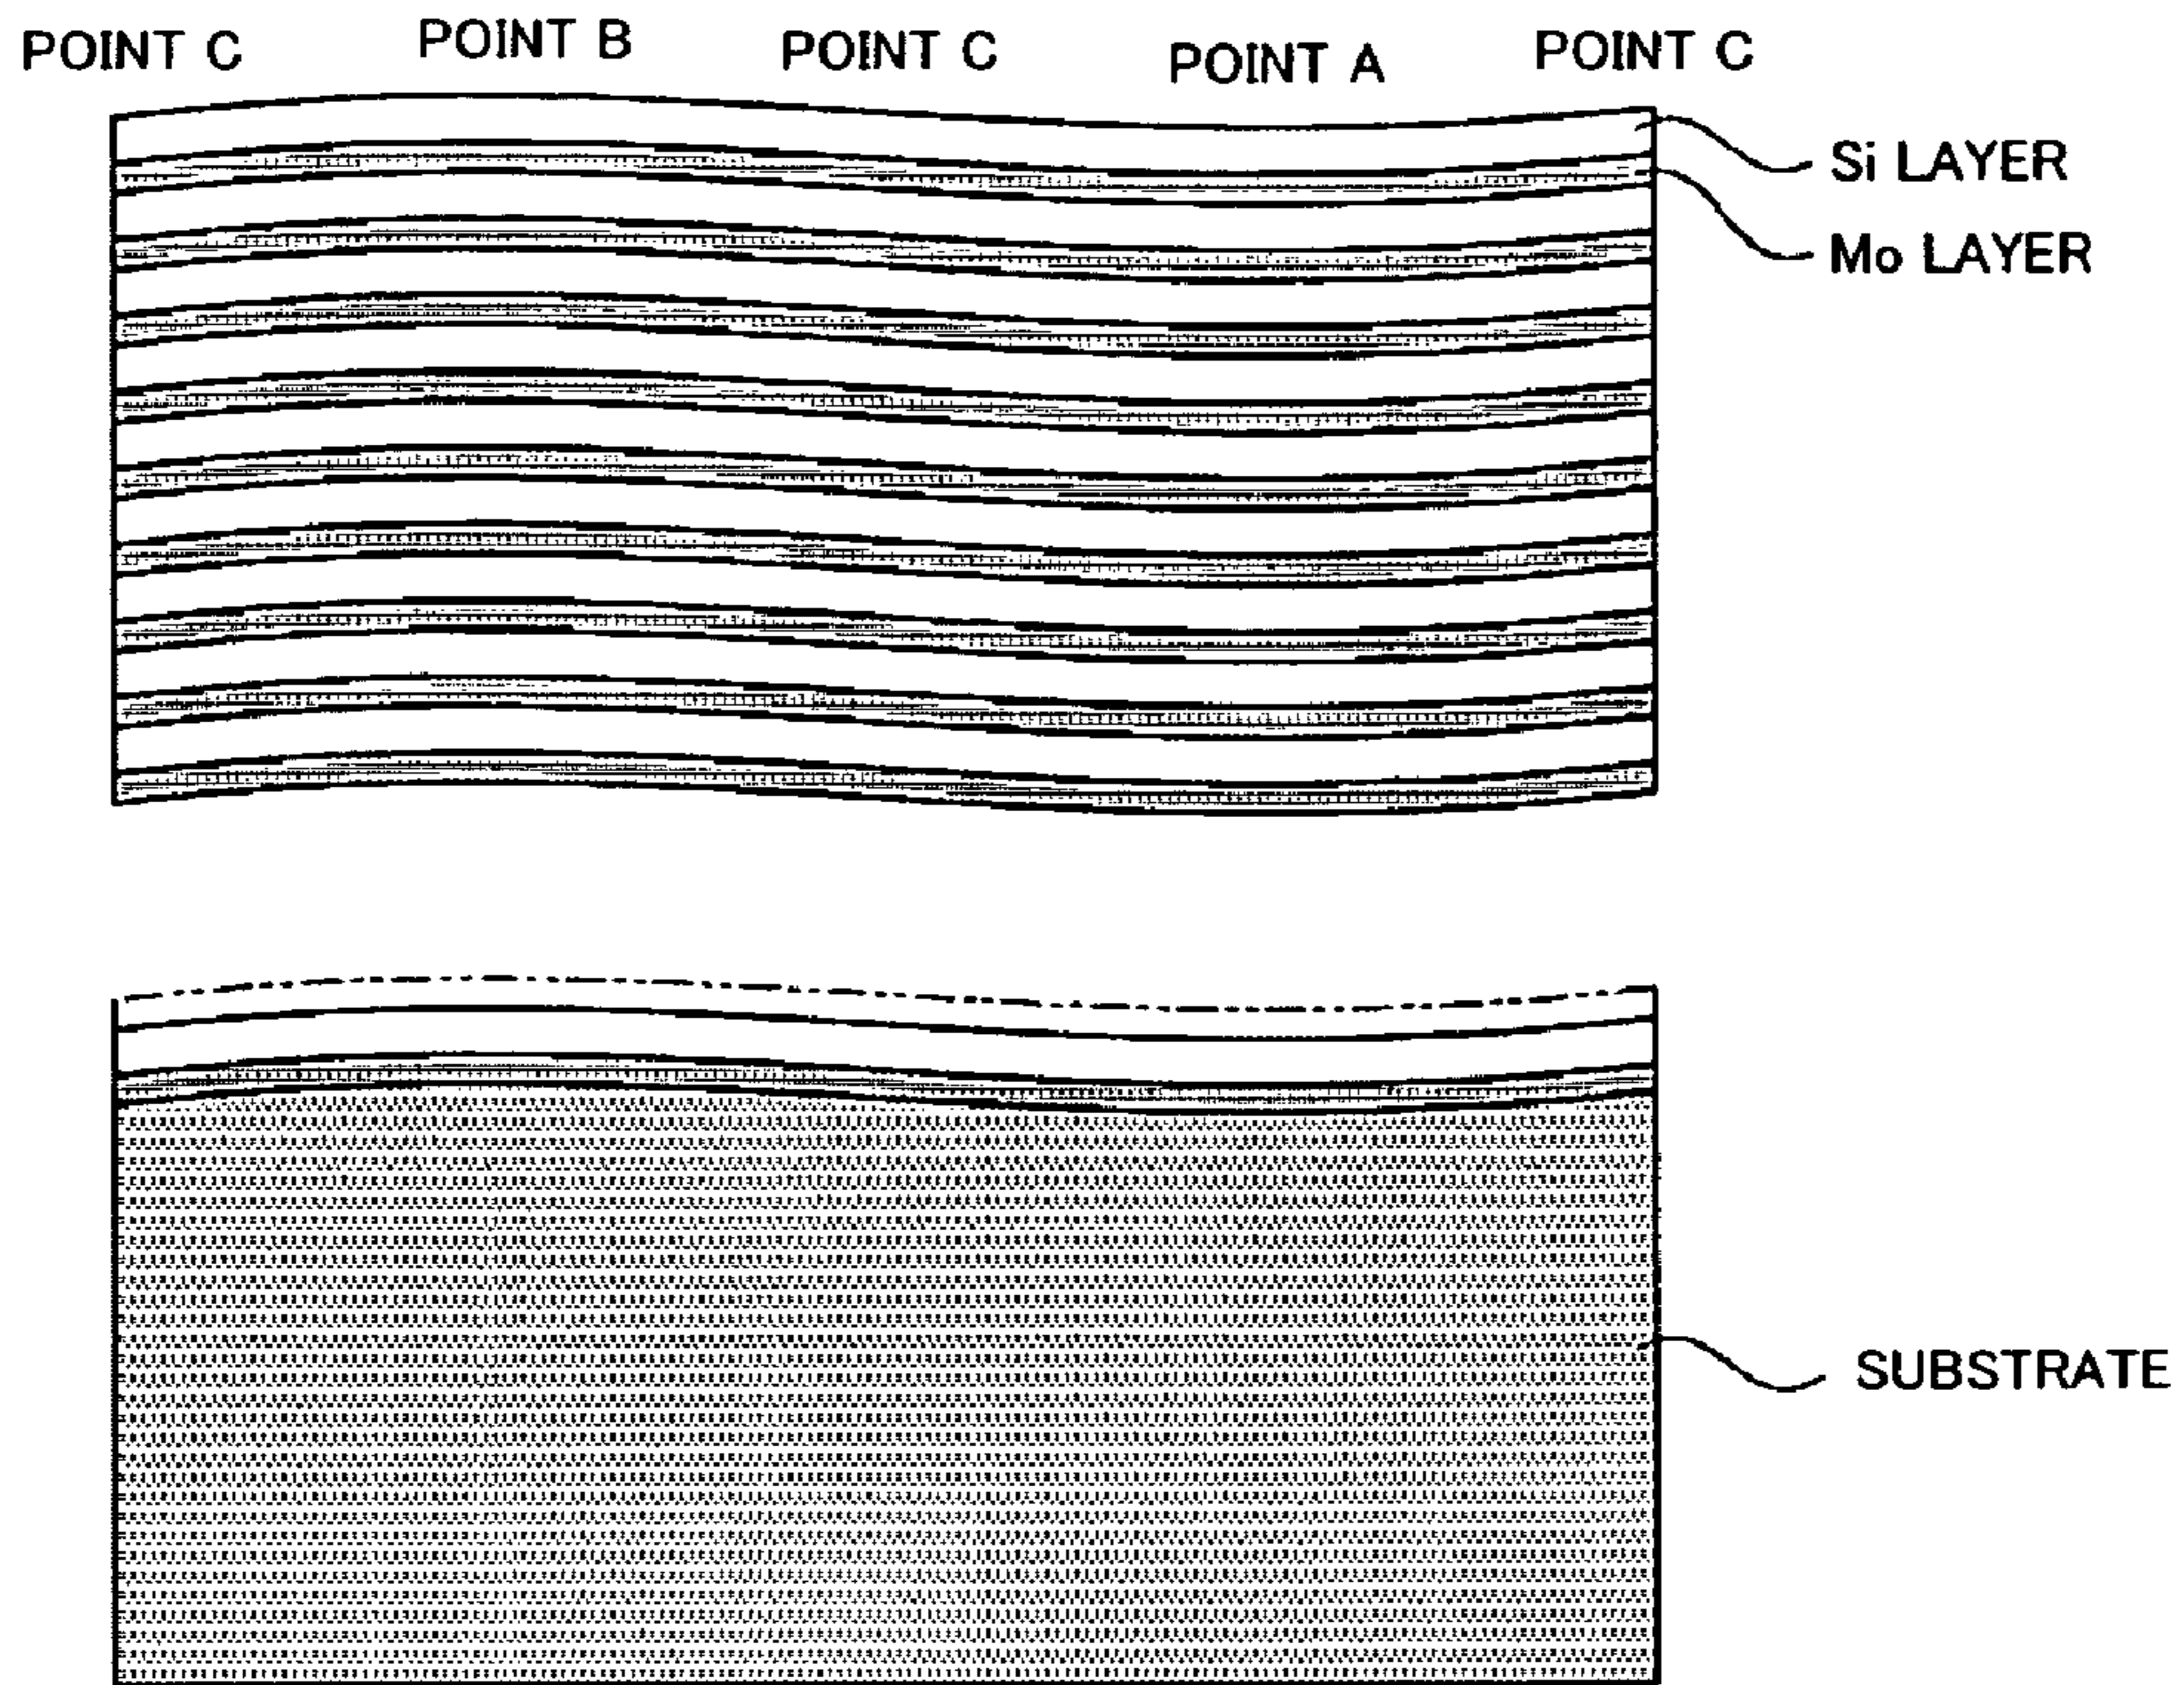 POINT C
POINT B
POINT C
POINT A
POINT C
Si LAYER
Mo LAYER
SUBSTRATE